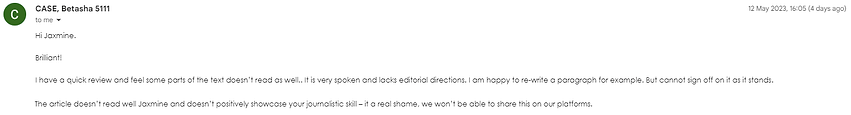 C
CASE, Betasha 5111
12 May 2023, 16:05 (4 days ago)
to me
Hi Jaxmine.
Brilliant!
I have a quick review and feel some parts of the text doesn't read as well.. It is very spoken and lacks editorial directions. I am happy to re-write a paragraph for example. But cannot sign off on it as it stands.
The article doesn't read well Jaxmine and doesn't positively showcase your journalistic skill – it a real shame, we won't be able to share this on our platforms.